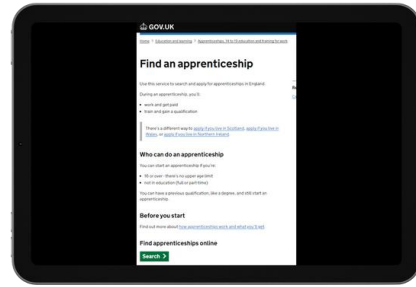 GOV.UK
Home > Education and learning > Apprenticeships, 14 to 19 education and training for work
Find an apprenticeship
Use this service to search and apply for apprenticeships in England.
During an apprenticeship, you'll:
• work and get paid
• train and gain a qualification
There's a different way to apply if you live in Scotland, apply if you live in
Wales, or apply if you live in Northern Ireland.
Who can do an apprenticeship
You can start an apprenticeship if you're:
• 16 or over - there's no upper age limit
• not in education (full or part time)
You can have a previous qualification, like a degree, and still start an
apprenticeship.
Before you start
Find out more about how apprenticeships work and what you'll get.
Find apprenticeships online
Search >